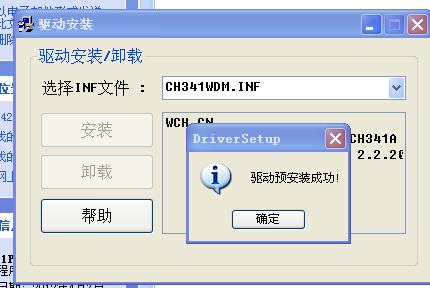 驱动安装
驱动安装/卸载
选择INF文件 :
CH341WDM.INF
安装
卸载
帮助
WCH.CN
CH341A
2.2.20
DriverSetup
驱动预安装成功!
确定